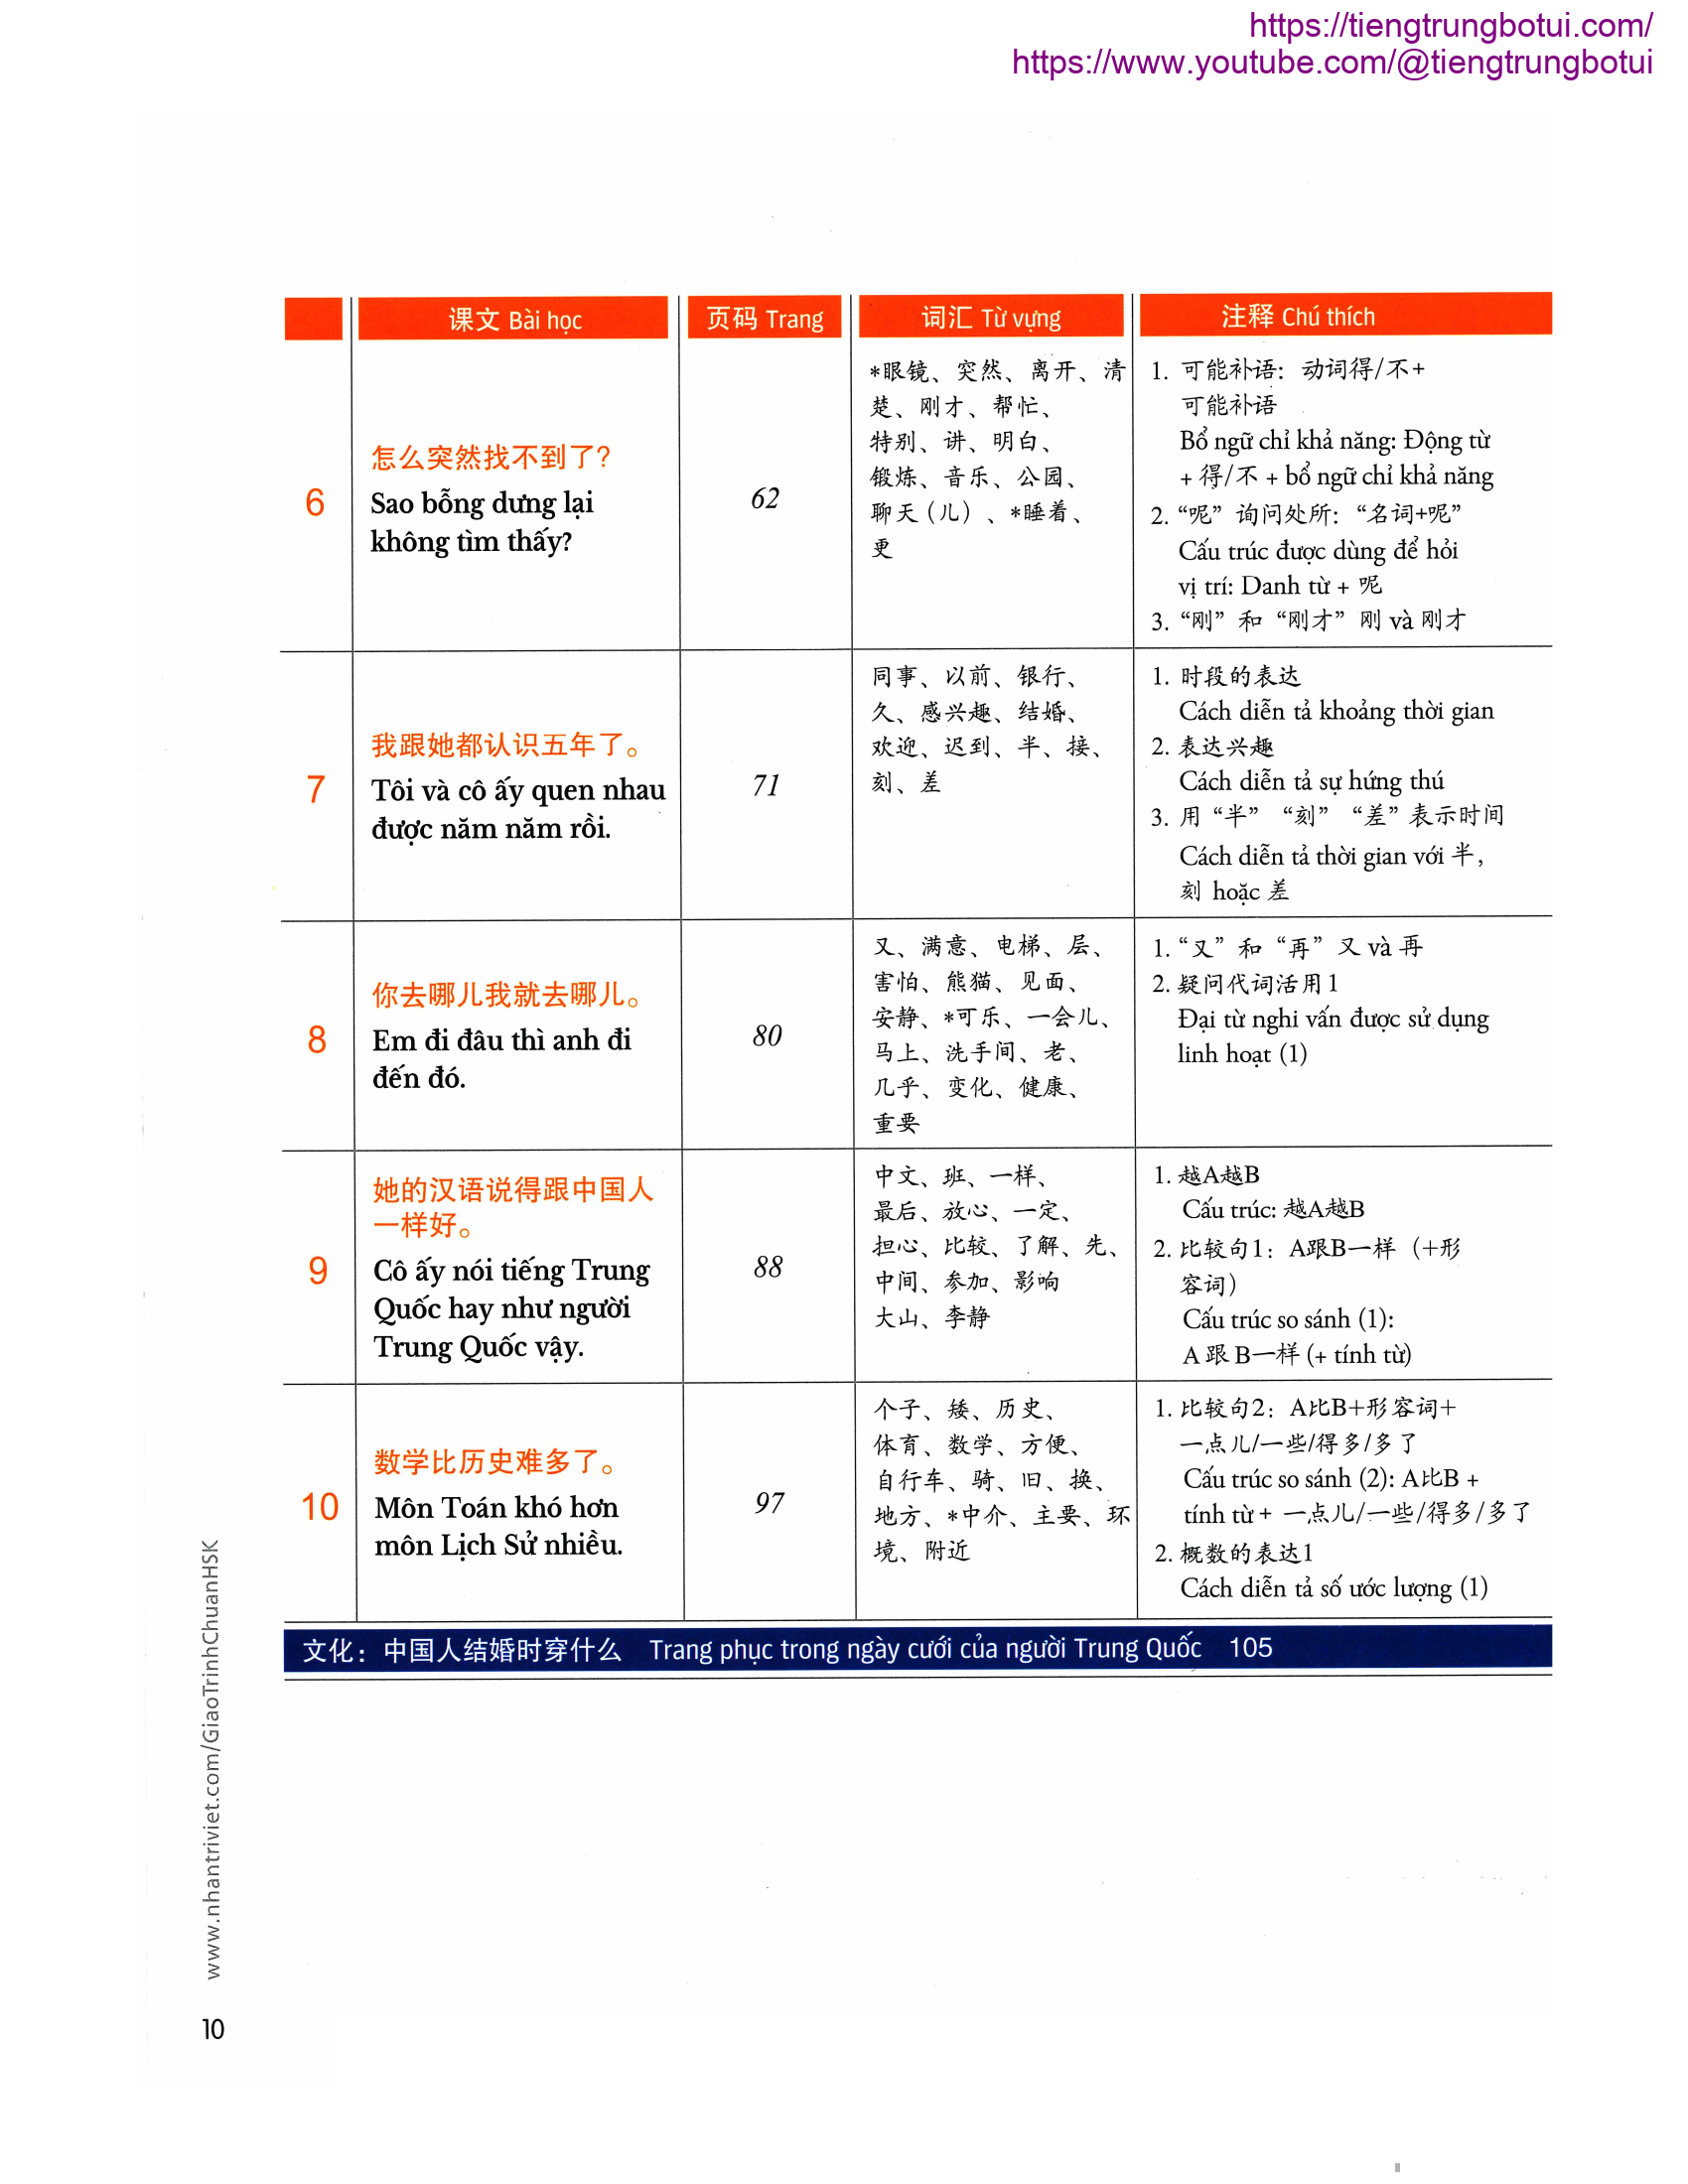 https://tiengtrungbotui.com/
https://www.youtube.com/@tiengtrungbotui
课文 Bài học
页码 Trang
词汇 Từ vựng
注释 Chú thích
6
怎么突然找不到了?
Sao bỗng dưng lại
không tìm thấy?
62
*眼镜、突然、离开、清
楚、刚才、帮忙、
特别、讲、明白、
锻炼、音乐、公园、
聊天（儿）、*睡着、
更
1. 可能补语：动词得/不+
可能补语
Bổ ngữ chỉ khả năng: Động từ
+ 得/不 + bổ ngữ chỉ khả năng
2. “呢” 询问处所：“名词+呢”
Cấu trúc được dùng để hỏi
vị trí: Danh từ + 呢
3. “刚” 和 “刚才” 刚 và 刚才
7
我跟她都认识五年了。
Tôi và cô ấy quen nhau
được năm năm rồi.
71
同事、以前、银行、
久、感兴趣、结婚、
欢迎、迟到、半、接、
刻、差
1. 时段的表达
Cách diễn tả khoảng thời gian
2. 表达兴趣
Cách diễn tả sự hứng thú
3. 用 “半” “刻” “差” 表示时间
Cách diễn tả thời gian với 半,
刻 hoặc 差
8
你去哪儿我就去哪儿。
Em đi đâu thì anh đi
đến đó.
80
又、满意、电梯、层、
害怕、熊猫、见面、
安静、*可乐、一会儿、
马上、洗手间、老、
几乎、变化、健康、
重要
1. “又” 和 “再” 又 và 再
2. 疑问代词活用1
Đại từ nghi vấn được sử dụng
linh hoạt (1)
9
她的汉语说得跟中国人
一样好。
Cô ấy nói tiếng Trung
Quốc hay như người
Trung Quốc vậy.
88
中文、班、一样、
最后、放心、一定、
担心、比较、了解、先、
中间、参加、影响
大山、李静
1. 越A越B
Cấu trúc: 越A越B
2. 比较句1：A跟B一样（+形
容词）
Cấu trúc so sánh (1):
A 跟 B一样 (+ tính từ)
10
数学比历史难多了。
Môn Toán khó hơn
môn Lịch Sử nhiều.
97
个子、矮、历史、
体育、数学、方便、
自行车、骑、旧、换、
地方、*中介、主要、环
境、附近
1. 比较句2：A比B+形容词+
一点儿/一些/得多/多了
Cấu trúc so sánh (2): A比B +
tính từ + 一点儿/一些/得多/多了
2. 概数的表达1
Cách diễn tả số ước lượng (1)
文化：中国人结婚时穿什么 Trang phục trong ngày cưới của người Trung Quốc 105
www.nhantriviet.com/GiaoTrinhChuanHSK
10